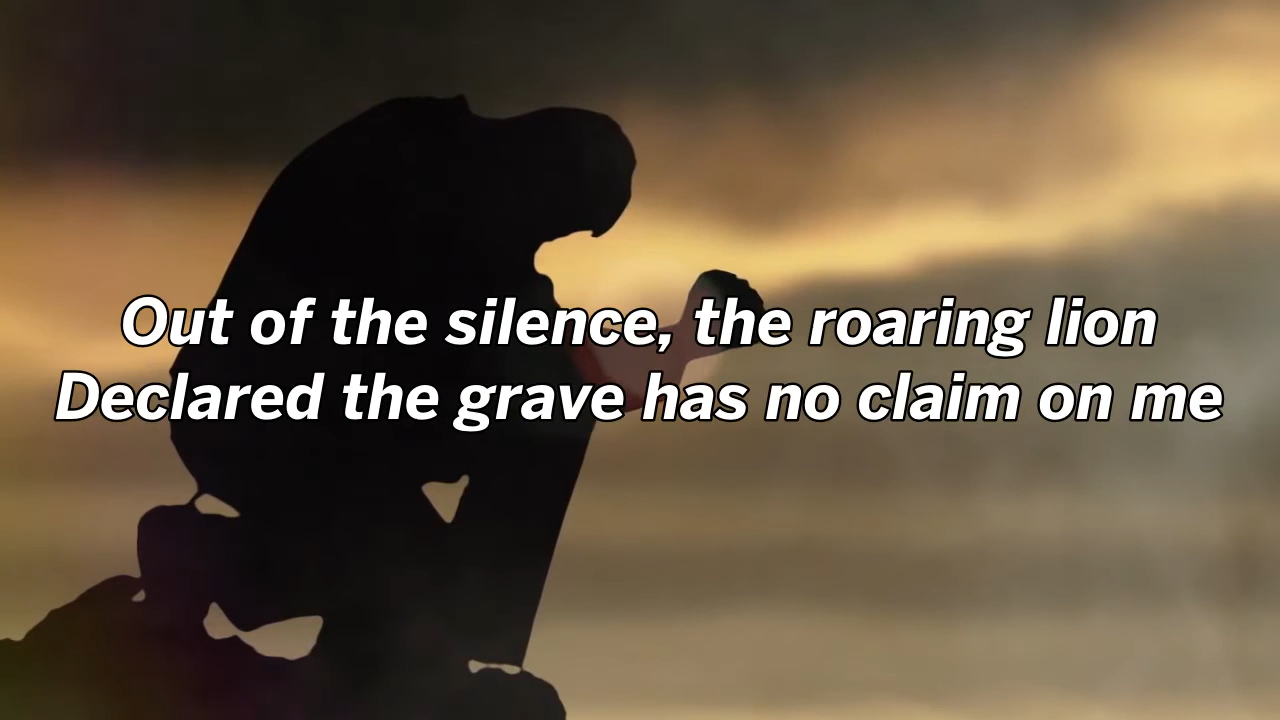 Out of the silence, the roaring lion
Declared the grave has no claim on me